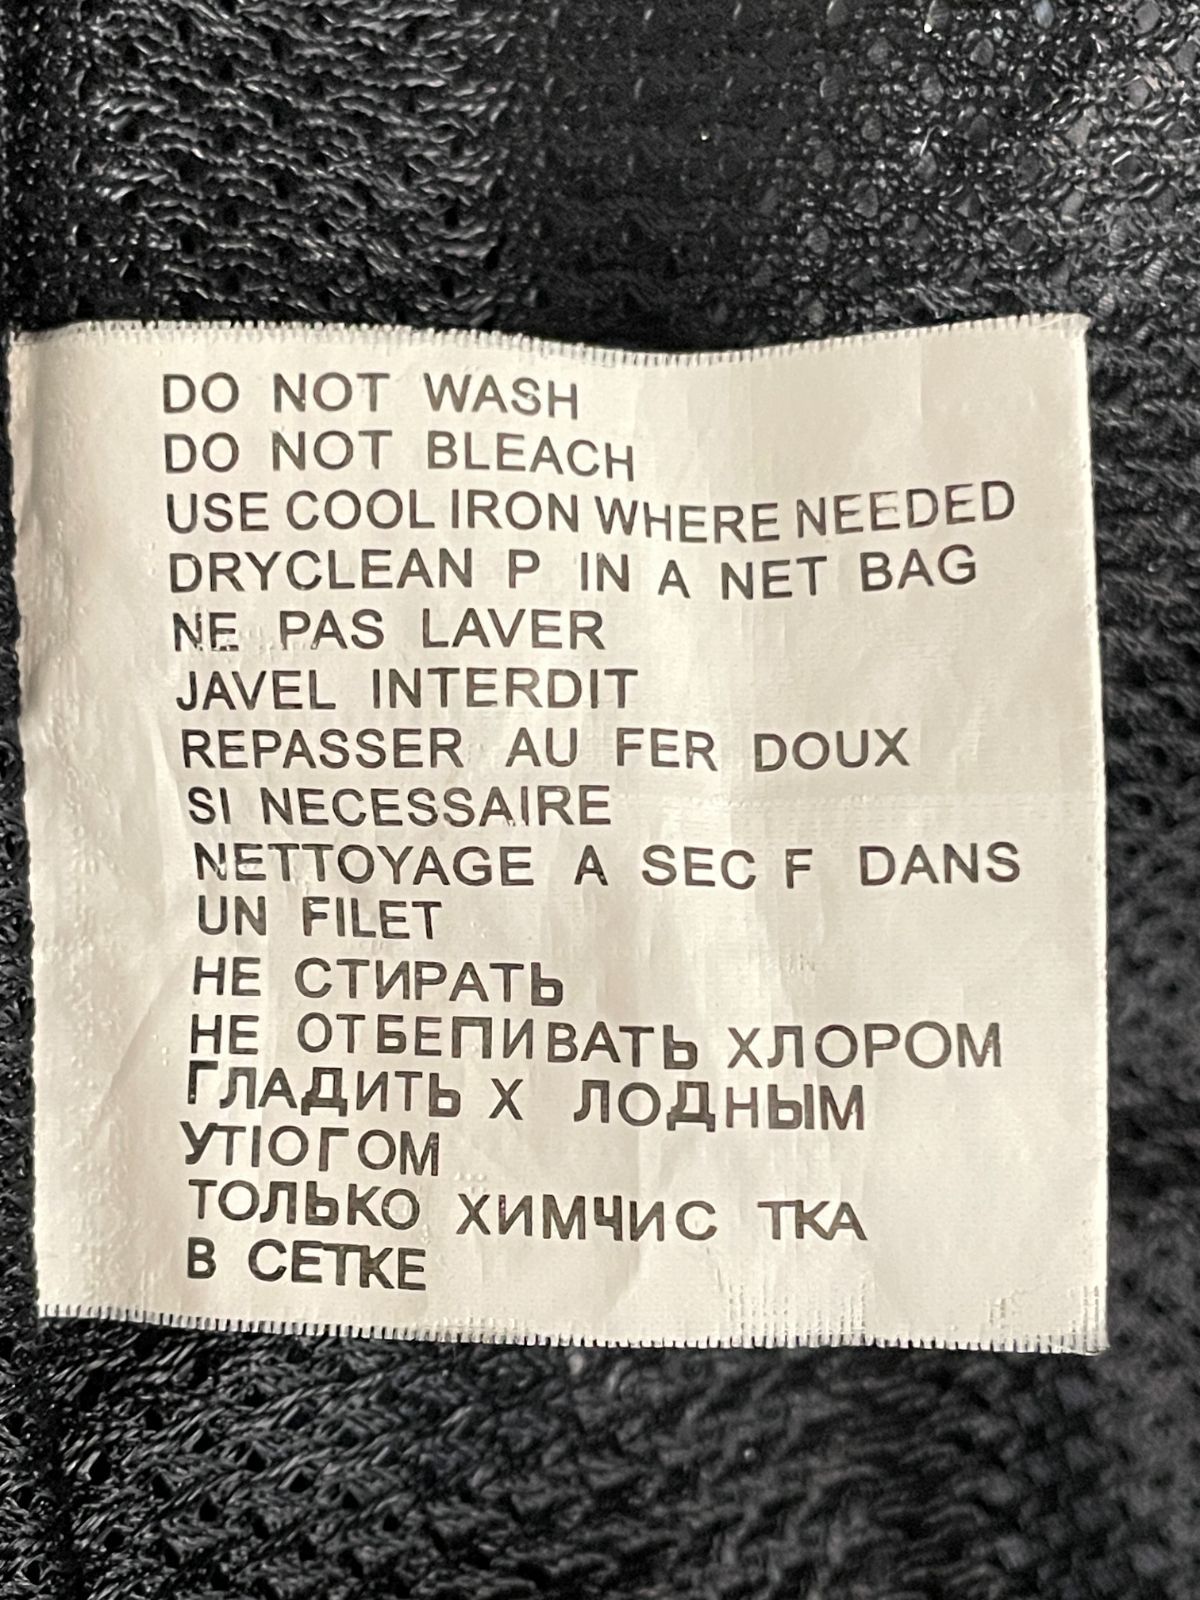 DO NOT WASH
DO NOT BLEACH
USE COOL IRON WHERE NEEDED
DRYCLEAN P IN A NET BAG
NE PAS LAVER
JAVEL INTERDIT
REPASSER AU FER DOUX
SI NECESSAIRE
NETTOYAGE A SEC F DANS
UN FILET
НЕ СТИРАТЬ
НЕ ОТБЕПИВАТЬ ХЛОРОМ
ГЛАДИТЬ Х ЛОДНЫМ
УТIОГОМ
ТОЛЬКО ХИМЧИС ТКА
В СЕТКЕ